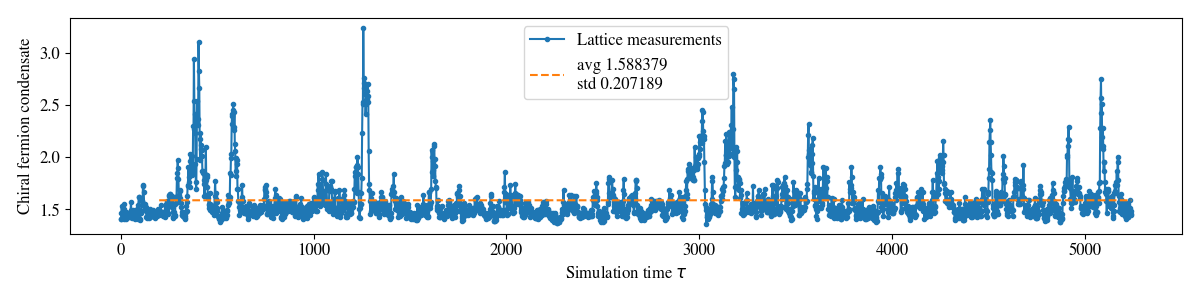 Chiral fermion condensate
3.0
2.5
2.0
1.5
Lattice measurements
avg 1.588379
std 0.207189
0
1000
2000
3000
4000
5000
Simulation time τ